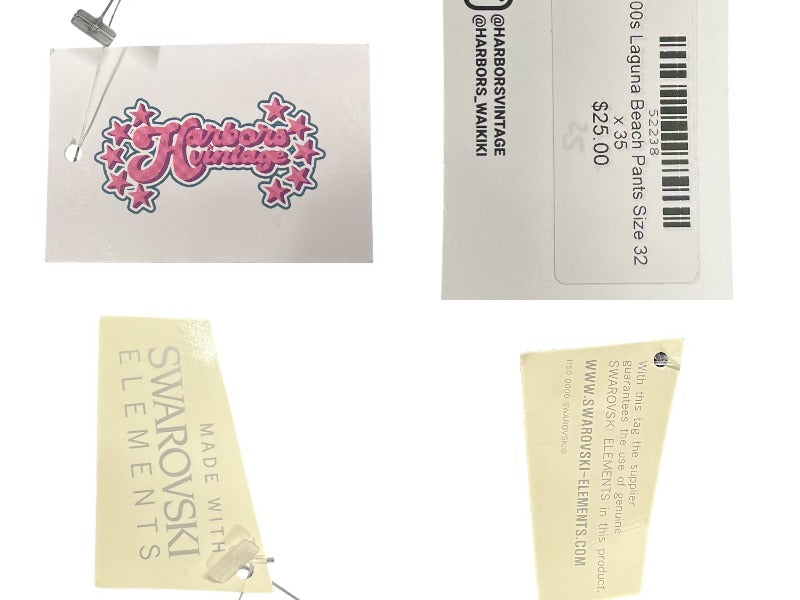 Harbors
vintage
@HARBORSVINTAGE
@HARBORS_WAIKIKI
52238
00s Laguna Beach Pants Size 32
x 35
$25.00
MADE WITH
SWAROVSKI
ELEMENTS
With this tag the supplier
guarantees the use of genuine
SWAROVSKI ELEMENTS in this product.
WWW.SWAROVSKI-ELEMENTS.COM